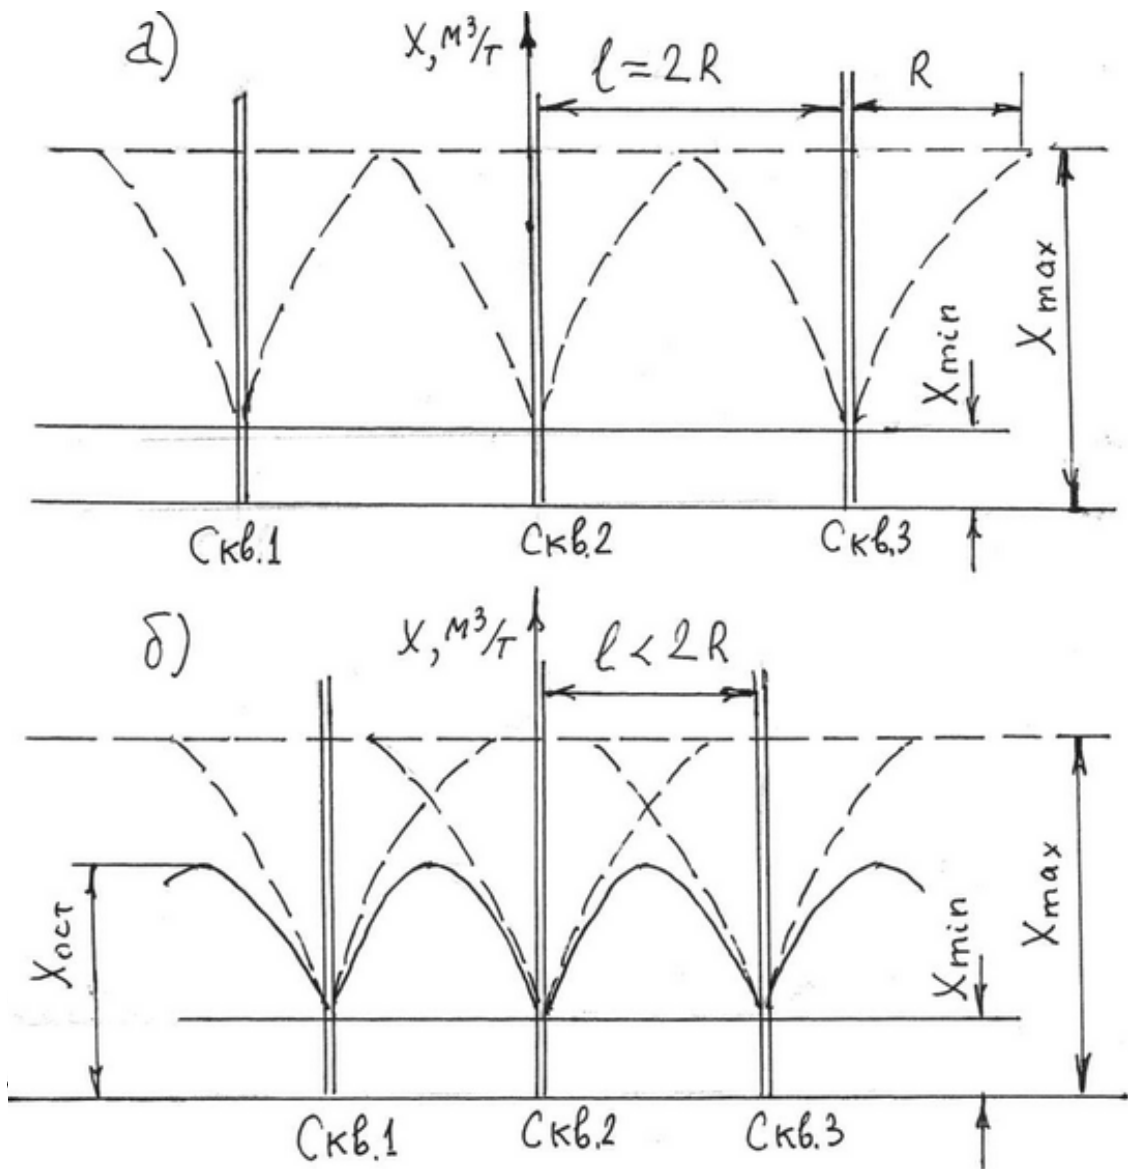 а)
X, м³/т
l = 2R
R
Xmin
Xmax
Скв.1
Скв.2
Скв.3
б)
X, м³/т
l < 2R
Xост
Xmin
Xmax
Скв.1
Скв.2
Скв.3